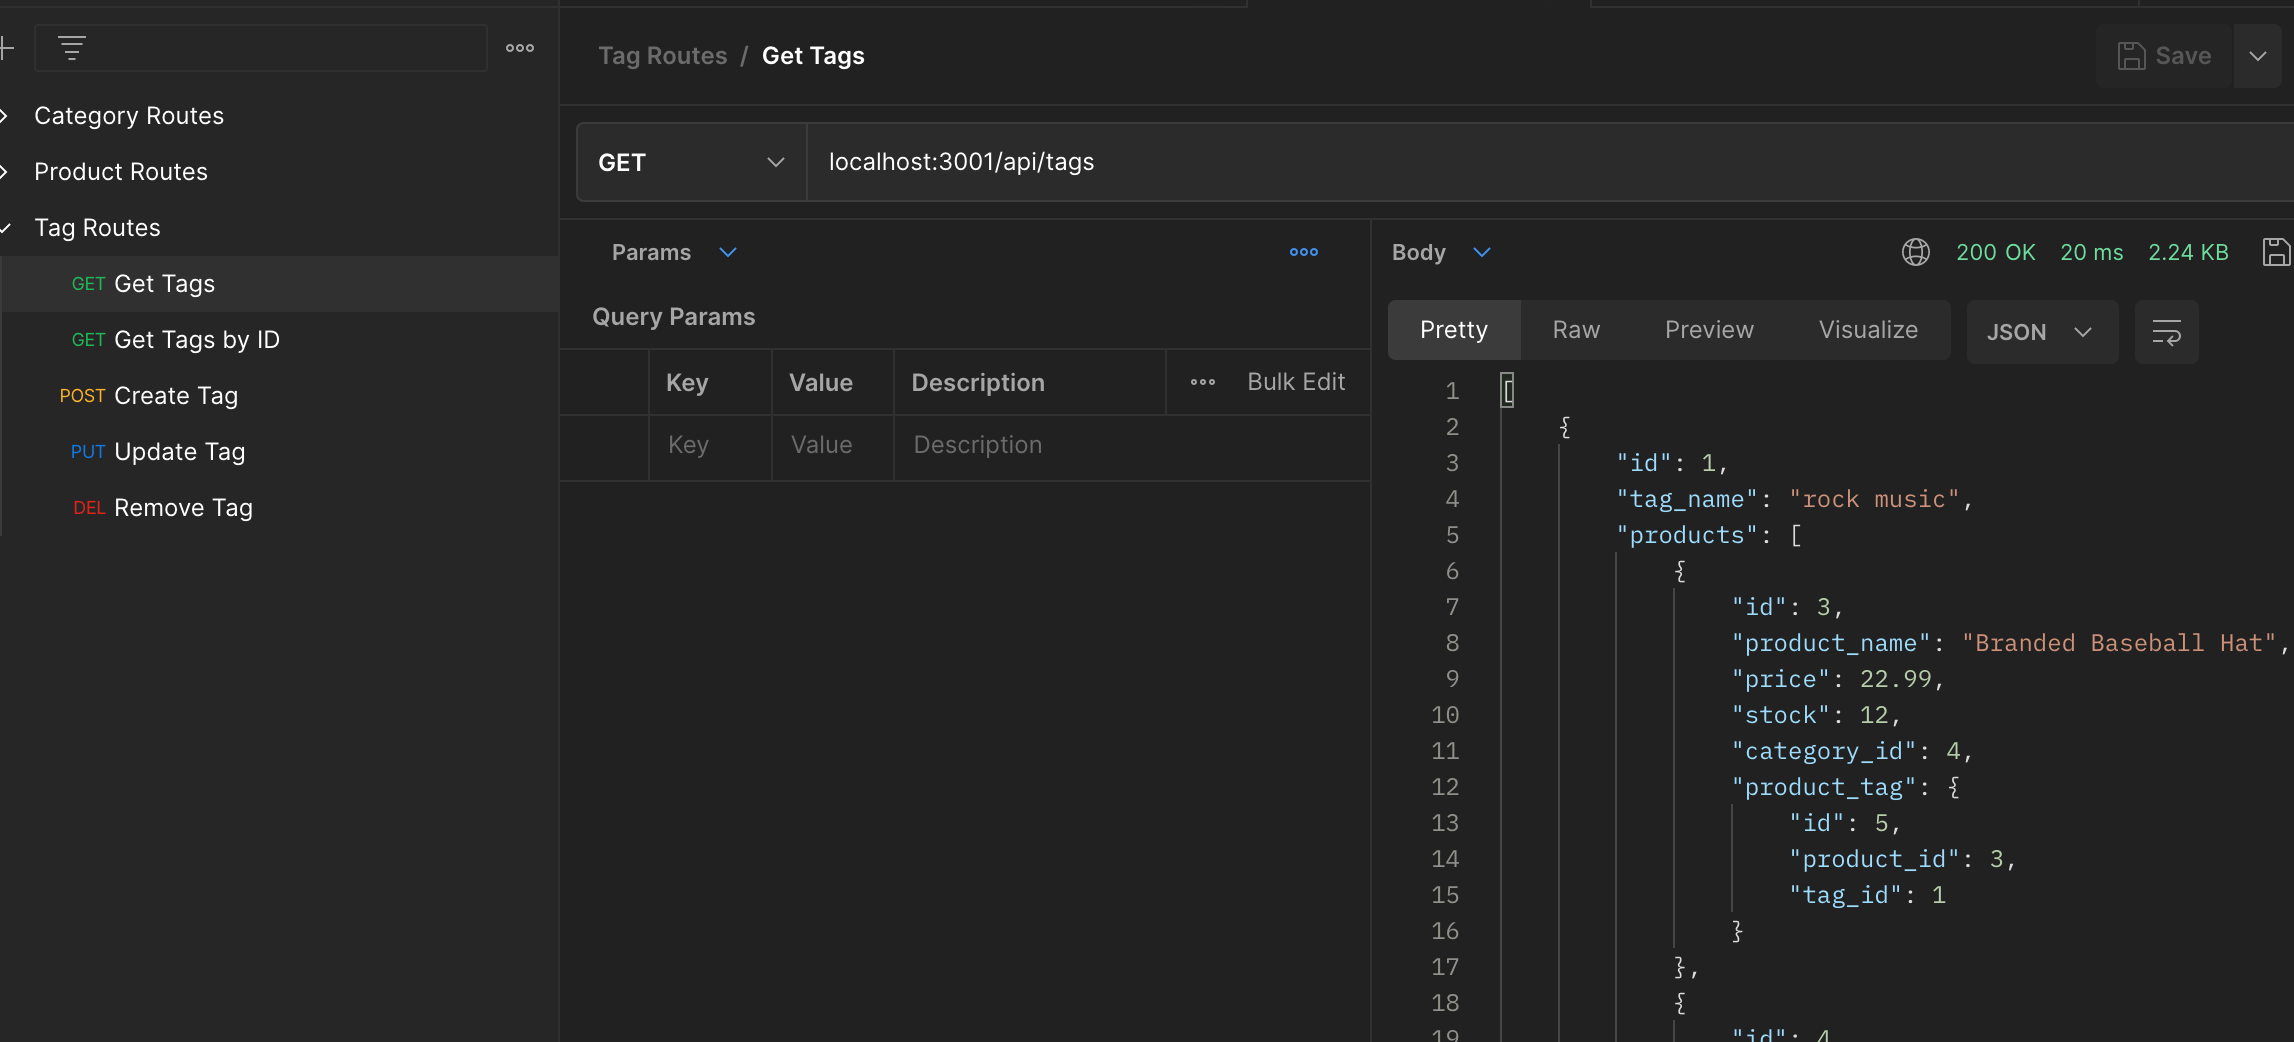 Category Routes
Product Routes
Tag Routes
GET Get Tags
GET Get Tags by ID
POST Create Tag
PUT Update Tag
DEL Remove Tag
Tag Routes / Get Tags
Save
GET
localhost:3001/api/tags
Params
Query Params
Key Value Description Bulk Edit
Key Value Description
Body 200 OK 20 ms 2.24 KB
Pretty Raw Preview Visualize JSON
1 [
2 {
3 "id": 1,
4 "tag_name": "rock music",
5 "products": [
6 {
7 "id": 3,
8 "product_name": "Branded Baseball Hat",
9 "price": 22.99,
10 "stock": 12,
11 "category_id": 4,
12 "product_tag": {
13 "id": 5,
14 "product_id": 3,
15 "tag_id": 1
16 }
17 },
18 {
19 "id": 4